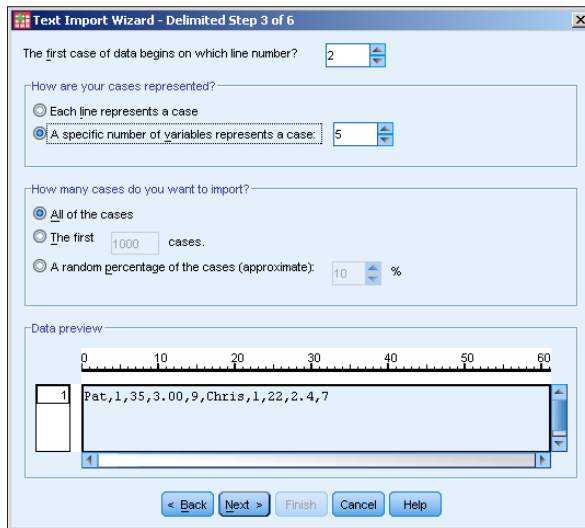 Text Import Wizard - Delimited Step 3 of 6
The first case of data begins on which line number? 2
How are your cases represented?
Each line represents a case
A specific number of variables represents a case: 5
How many cases do you want to import?
All of the cases
The first 1000 cases.
A random percentage of the cases (approximate): 10 %
Data preview
0 10 20 30 40 50 60
1 Pat,1,35,3.00,9,Chris,1,22,2.4,7
< Back Next > Finish Cancel Help